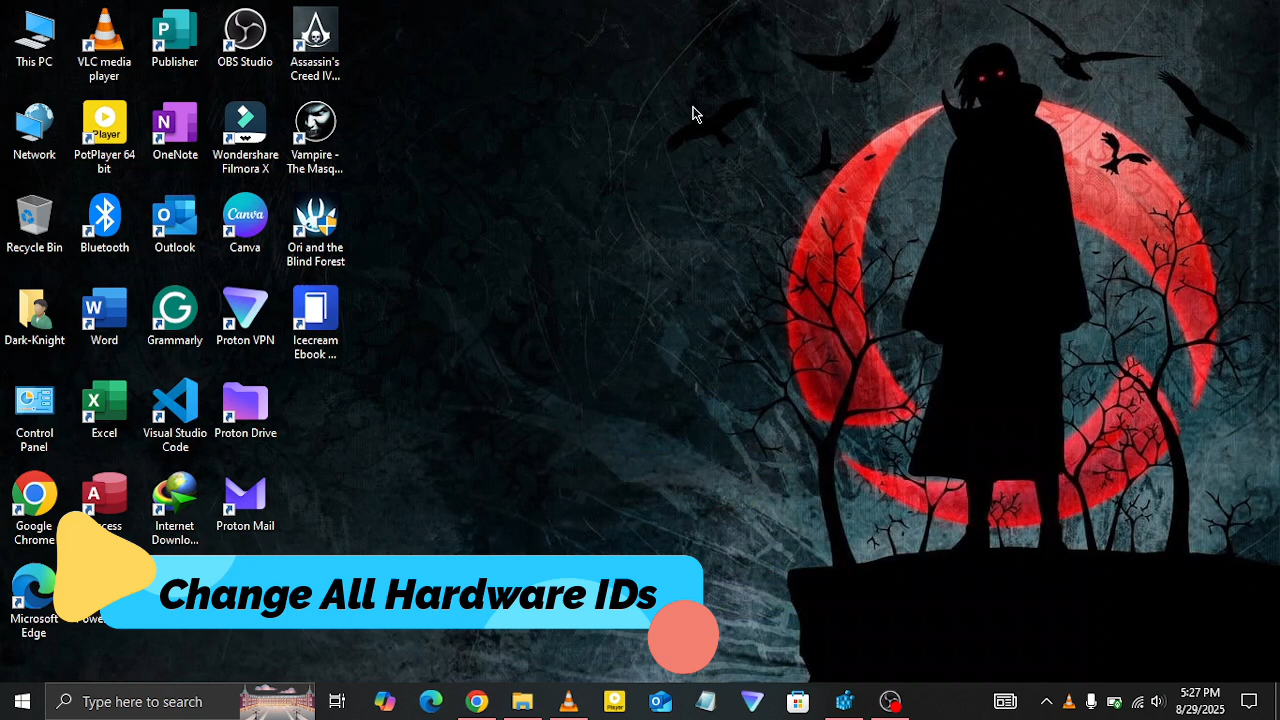 This PC
VLC media
player
Publisher
OBS Studio
Assassin's
Creed IV...
Network
Player
PotPlayer 64
bit
OneNote
Wondershare
Filmora X
Vampire -
The Masq...
Recycle Bin
Bluetooth
Outlook
Canva
Canva
Ori and the
Blind Forest
Dark-Knight
Word
Grammarly
Proton VPN
Icecream
Ebook ...
Control
Panel
Excel
Visual Studio
Code
Proton Drive
Google
Chrome
Internet
Downlo...
Proton Mail
Microsoft
Edge
Change All Hardware IDs
Type here to search
Player
5:27 PM
8/29/2025